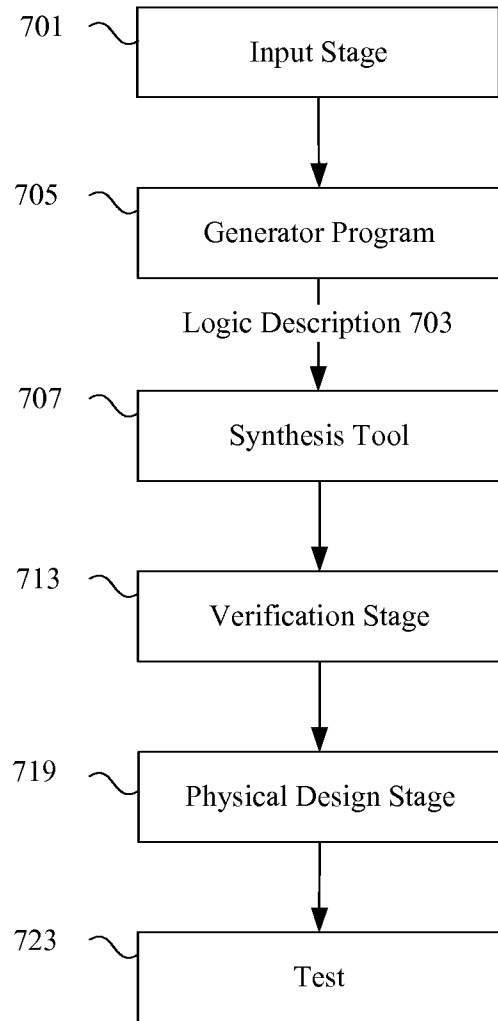 701
Input Stage
705
Generator Program
Logic Description 703
707
Synthesis Tool
713
Verification Stage
719
Physical Design Stage
723
Test